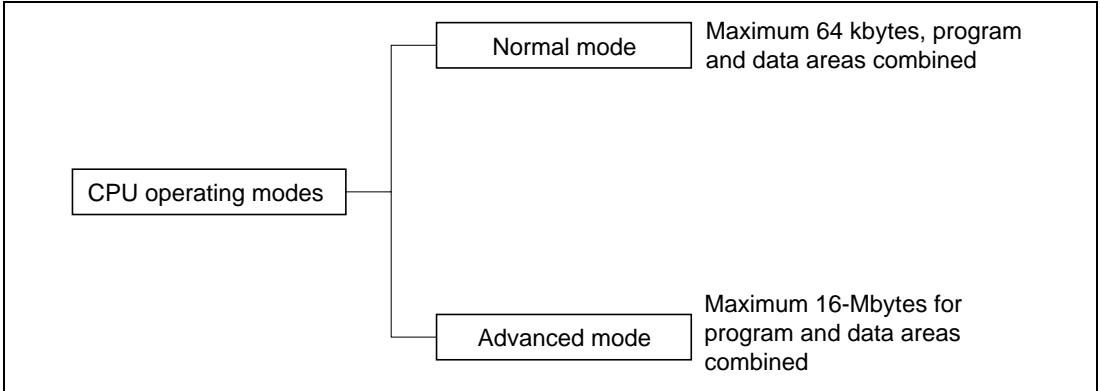 Normal mode
Maximum 64 kbytes, program
and data areas combined
CPU operating modes
Advanced mode
Maximum 16-Mbytes for
program and data areas
combined